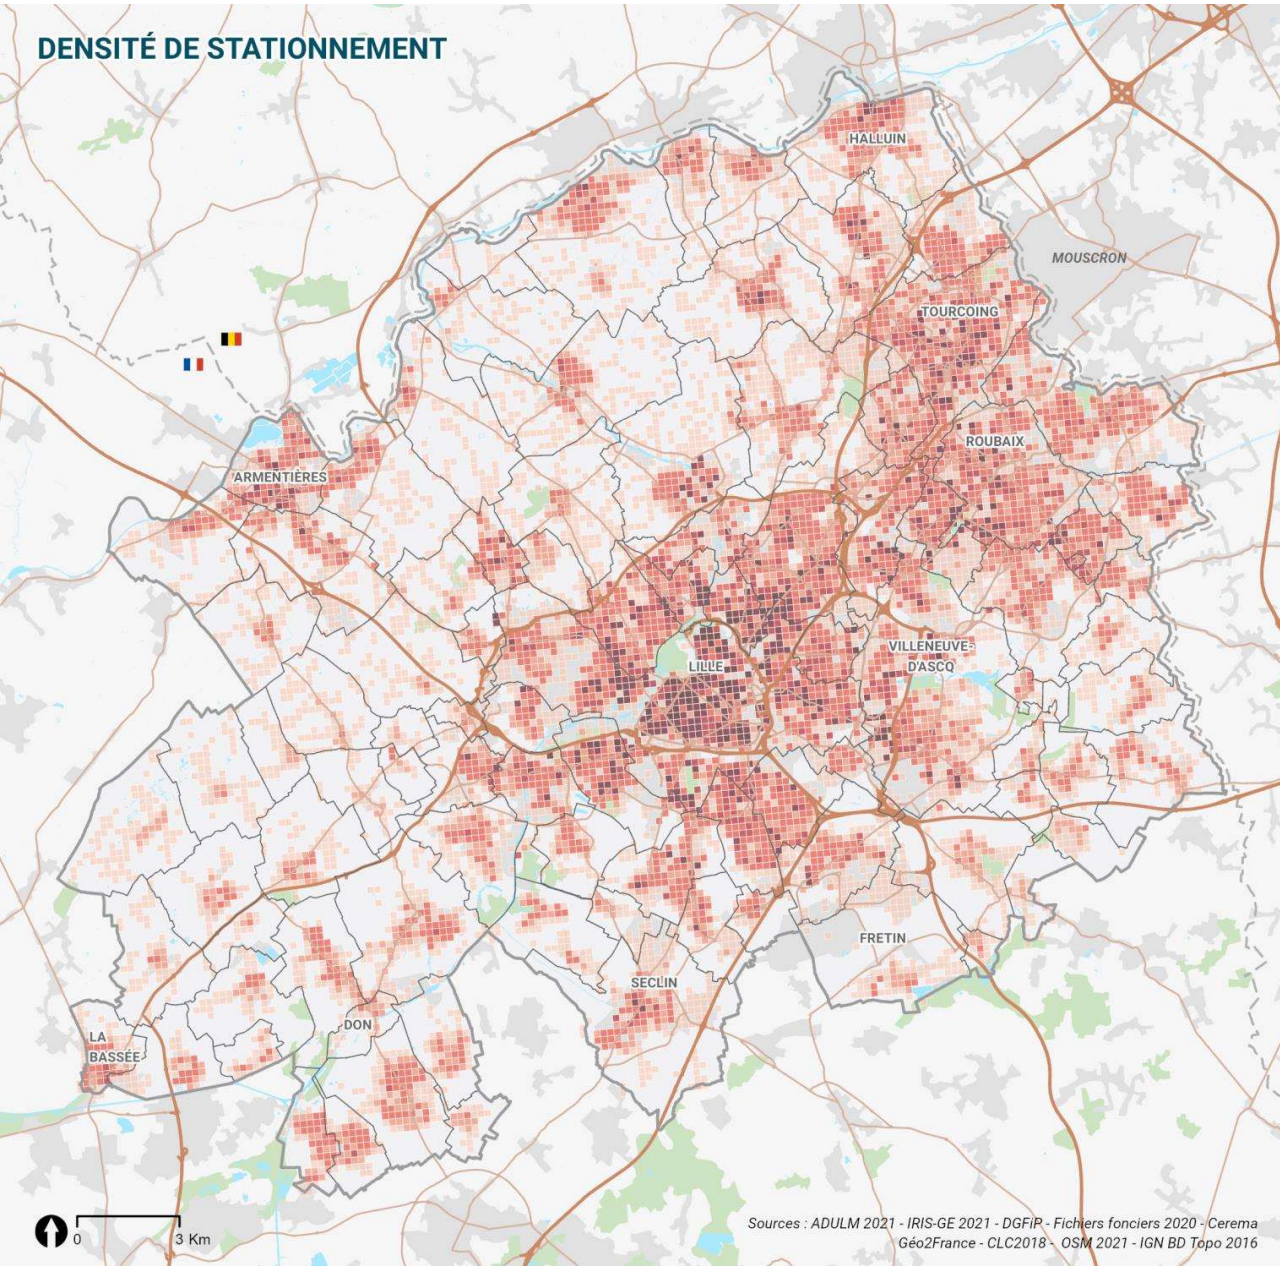 DENSITÉ DE STATIONNEMENT
HALLUIN
MOUSCRON
TOURCOING
ROUBAIX
ARMENTIÈRES
VILLENEUVE-
D'ASCQ
LILLE
FRETIN
SECLIN
DON
LA
BASSÉE
0
3 Km
Sources : ADULM 2021 - IRIS-GE 2021 - DGFiP - Fichiers fonciers 2020 - Cerema
Géo2France - CLC2018 - OSM 2021 - IGN BD Topo 2016